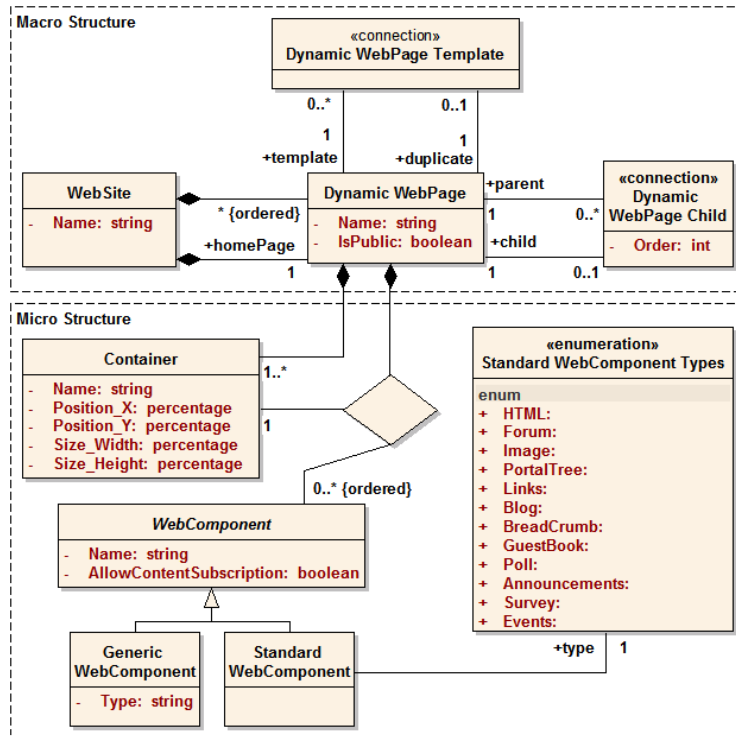 Macro Structure
«connection»
Dynamic WebPage Template
0..*
0..1
1
1
+template
+duplicate
WebSite
- Name: string
* {ordered}
+homePage
1
Dynamic WebPage
- Name: string
- IsPublic: boolean
+parent
1
0..*
+child
1
0..1
«connection»
Dynamic
WebPage Child
- Order: int
Micro Structure
Container
- Name: string
- Position_X: percentage
- Position_Y: percentage
- Size_Width: percentage
- Size_Height: percentage
1..*
1
0..* {ordered}
WebComponent
- Name: string
- AllowContentSubscription: boolean
Generic
WebComponent
- Type: string
Standard
WebComponent
«enumeration»
Standard WebComponent Types
enum
+ HTML:
+ Forum:
+ Image:
+ PortalTree:
+ Links:
+ Blog:
+ BreadCrumb:
+ GuestBook:
+ Poll:
+ Announcements:
+ Survey:
+ Events:
+type
1